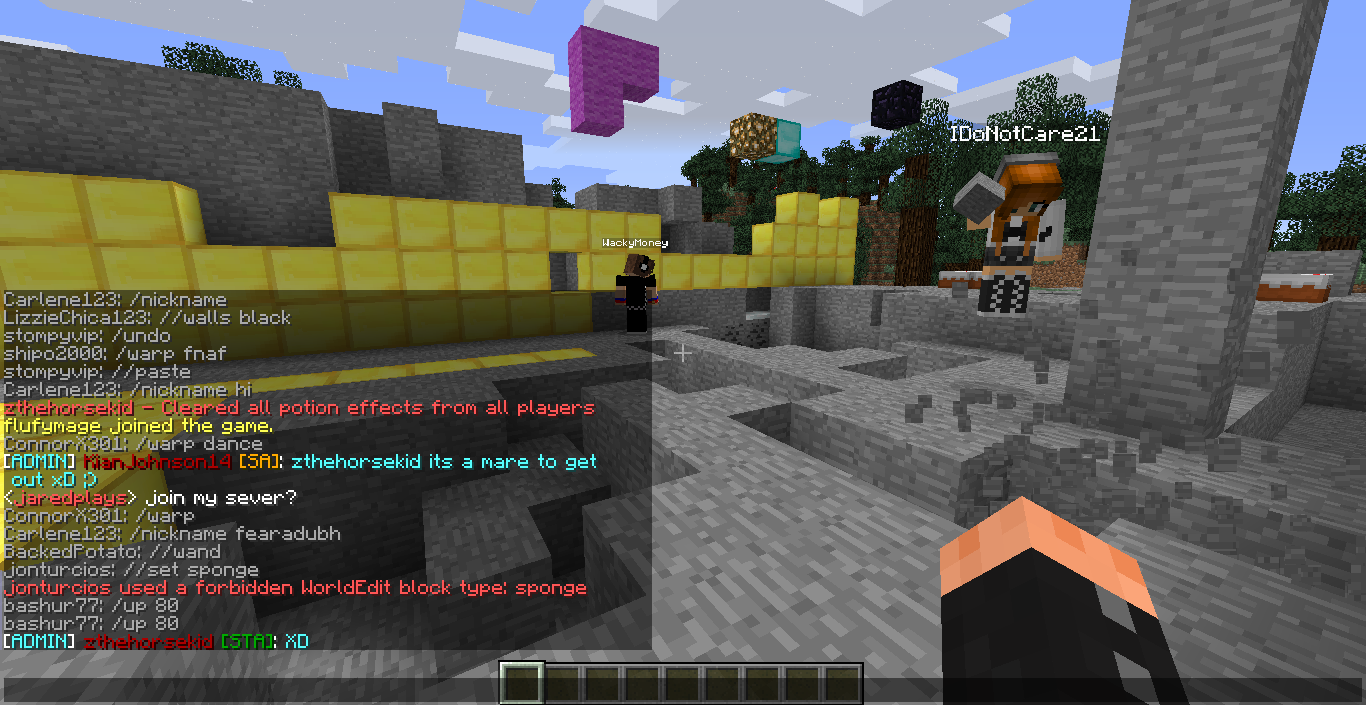 IDoNotCare21
WackyMoney
Carlene123: /nickname
LizzieChica123: //walls black
stompyvip: /undo
shipo2000: /warp fnaf
stompyvip: //paste
Carlene123: /nickname hi
zthehorsekid - Cleared all potion effects from all players
flufymage joined the game.
ConnorX301: /warp dance
[ADMIN] KianJohnson14 [SA]: zthehorsekid its a mare to get
out xD ;)
<jaredplays> join my sever?
ConnorX301: /warp
Carlene123: /nickname fearadubh
BackedPotato: //wand
jonturcios: //set sponge
jonturcios used a forbidden WorldEdit block type: sponge
bashur77: /up 80
bashur77: /up 80
[ADMIN] zthehorsekid [STA]: XD